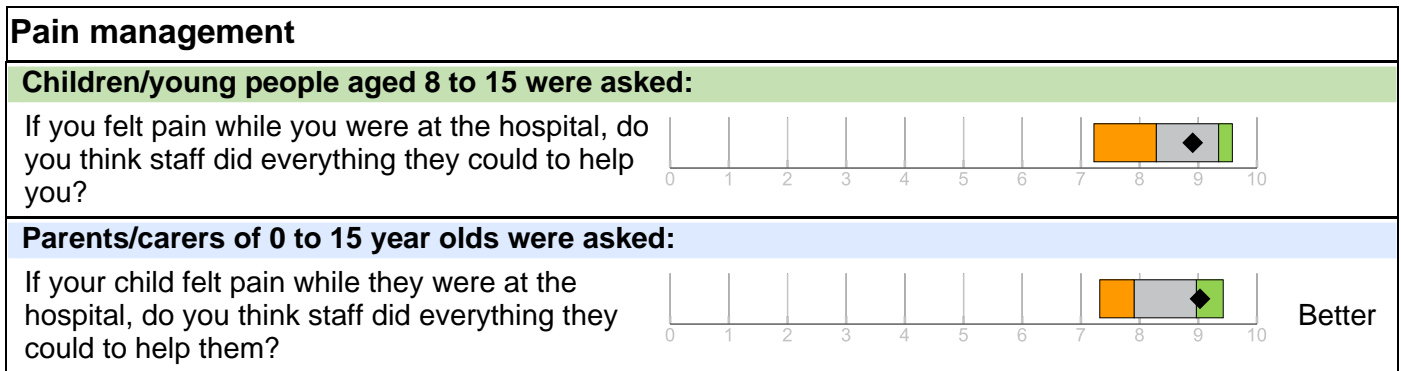 Pain management
Children/young people aged 8 to 15 were asked:
If you felt pain while you were at the hospital, do
you think staff did everything they could to help
you?
0 1 2 3 4 5 6 7 8 9 10
Parents/carers of 0 to 15 year olds were asked:
If your child felt pain while they were at the
hospital, do you think staff did everything they
could to help them?
0 1 2 3 4 5 6 7 8 9 10
Better